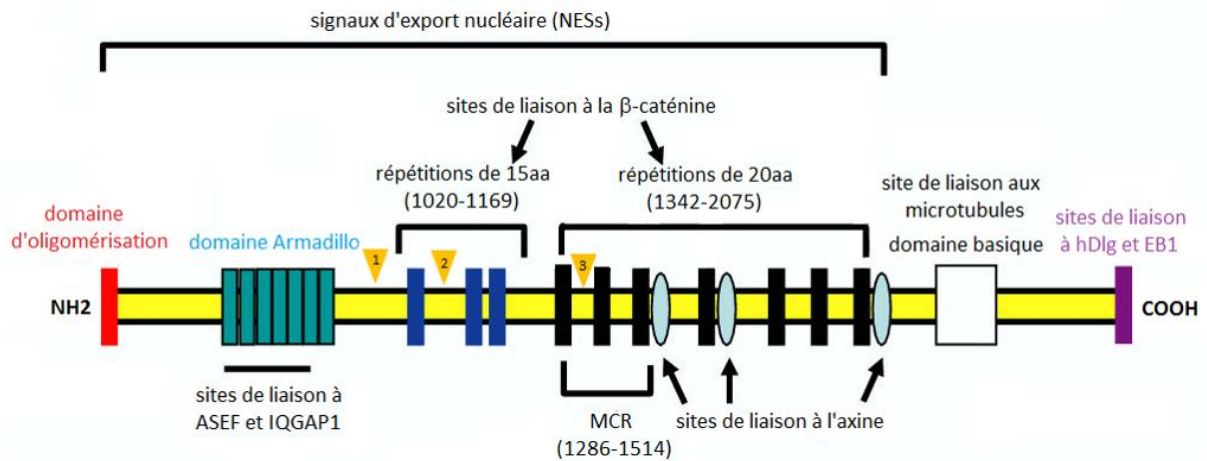 signaux d'export nucléaire (NESs)
sites de liaison à la β-caténine
répétitions de 15aa
(1020-1169)
répétitions de 20aa
(1342-2075)
site de liaison aux
microtubules
domaine basique
domaine
d'oligomérisation
domaine Armadillo
sites de liaison
à hDlg et EB1
1
2
3
NH2
COOH
sites de liaison à
ASEF et IQGAP1
MCR
(1286-1514)
sites de liaison à l'axine